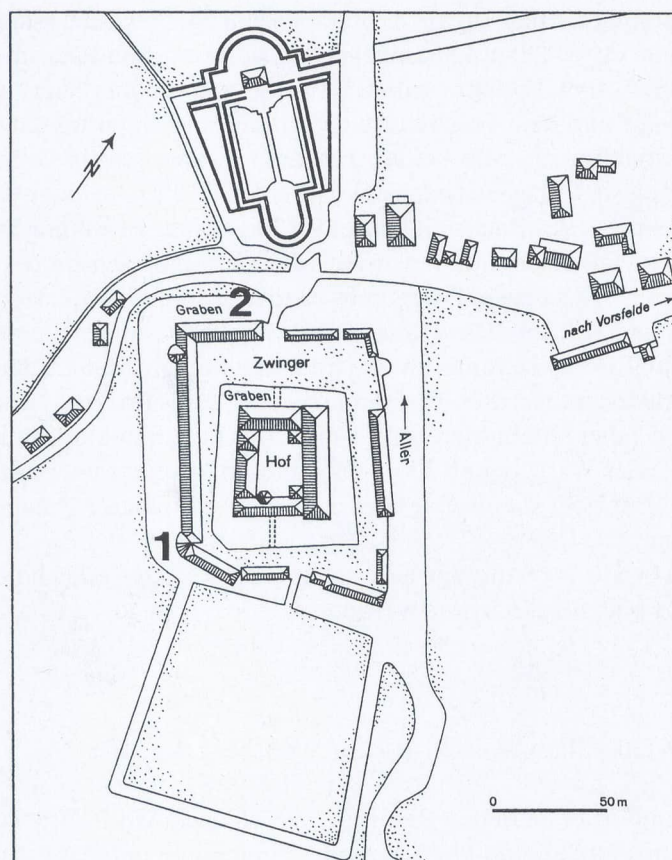 N
Graben 2
Zwinger
Graben
Hof
Aller
nach Vorsfelde
1
0 50 m